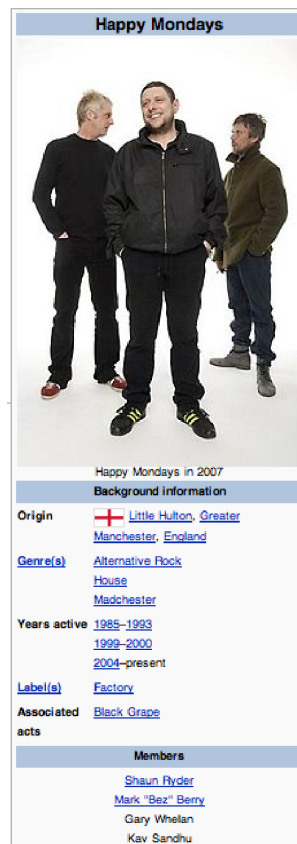 Happy Mondays
Happy Mondays in 2007
Background information
Origin Little Hulton, Greater
Manchester, England
Genre(s) Alternative Rock
House
Madchester
Years active 1985–1993
1999–2000
2004–present
Label(s) Factory
Associated Black Grape
acts
Members
Shaun Ryder
Mark "Bez" Berry
Gary Whelan
Kav Sandhu